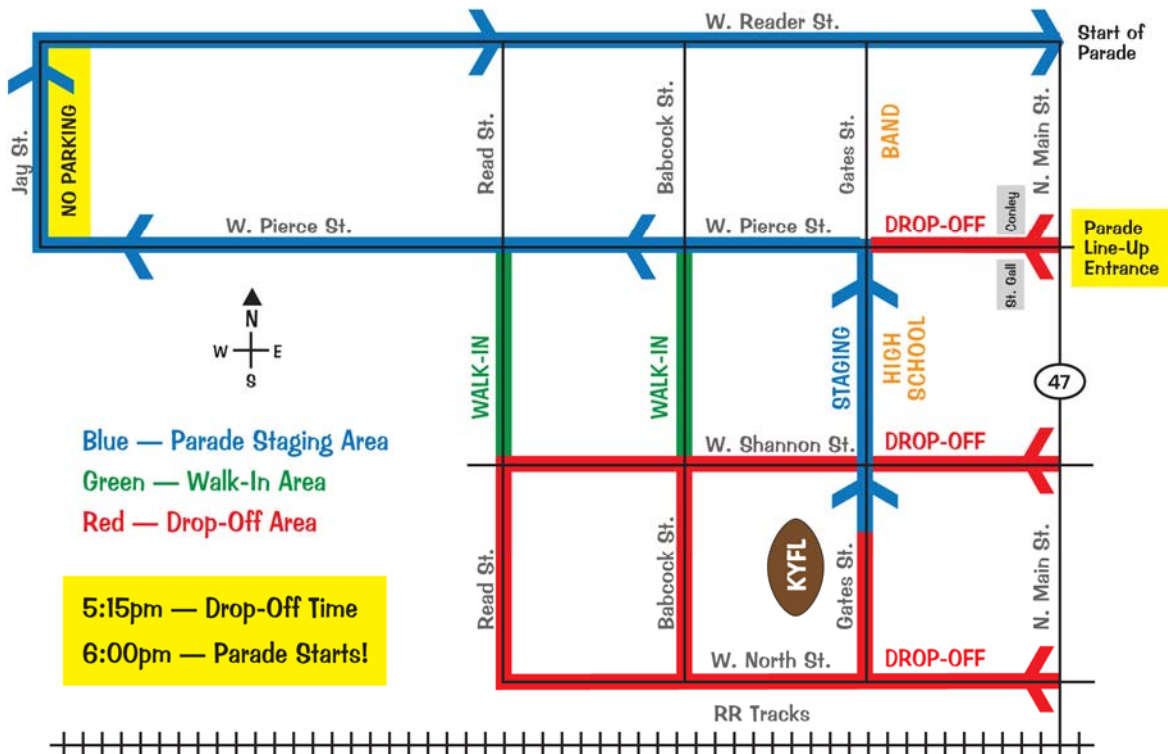 W. Reader St.
Start of
Parade
Jay St.
NO PARKING
Read St.
Babcock St.
Gates St.
BAND
N. Main St.
W. Pierce St.
W. Pierce St.
DROP-OFF
Conley
St. Gall
Parade
Line-Up
Entrance
N
W
E
S
WALK-IN
WALK-IN
STAGING
HIGH
SCHOOL
47
Blue — Parade Staging Area
Green — Walk-In Area
Red — Drop-Off Area
W. Shannon St.
DROP-OFF
Read St.
Babcock St.
KYFL
Gates St.
N. Main St.
5:15pm — Drop-Off Time
6:00pm — Parade Starts!
W. North St.
DROP-OFF
RR Tracks